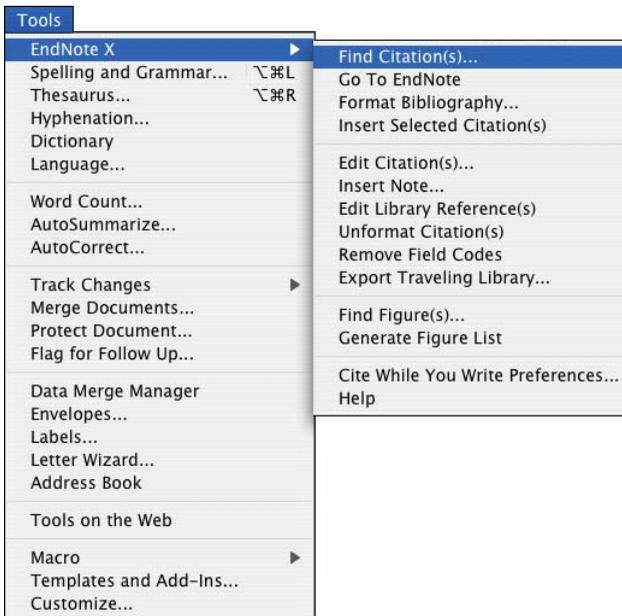 Tools
EndNote X
Spelling and Grammar... ⌥⌘L
Thesaurus... ⌥⌘R
Hyphenation...
Dictionary
Language...
Word Count...
AutoSummarize...
AutoCorrect...
Track Changes
Merge Documents...
Protect Document...
Flag for Follow Up...
Data Merge Manager
Envelopes...
Labels...
Letter Wizard...
Address Book
Tools on the Web
Macro
Templates and Add-Ins...
Customize...
Find Citation(s)...
Go To EndNote
Format Bibliography...
Insert Selected Citation(s)
Edit Citation(s)...
Insert Note...
Edit Library Reference(s)
Unformat Citation(s)
Remove Field Codes
Export Traveling Library...
Find Figure(s)...
Generate Figure List
Cite While You Write Preferences...
Help